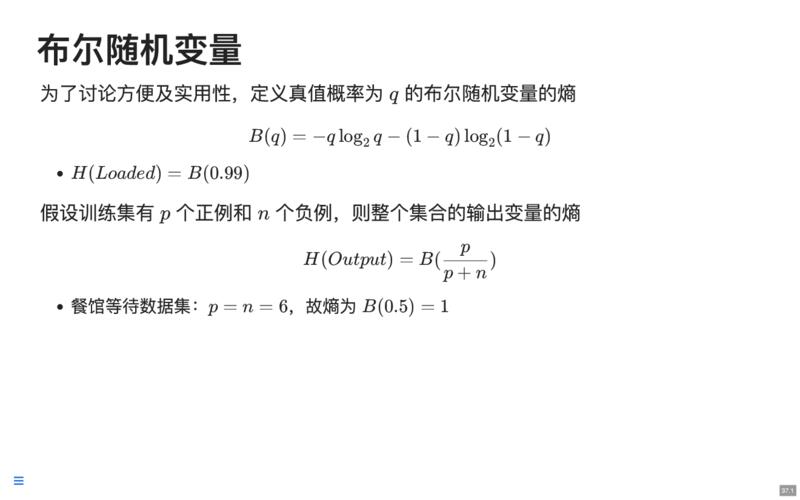 布尔随机变量
为了讨论方便及实用性，定义真值概率为 q 的布尔随机变量的熵
B(q) = −q log₂ q − (1 − q) log₂(1 − q)
• H(Loaded) = B(0.99)
假设训练集有 p 个正例和 n 个负例，则整个集合的输出变量的熵
H(Output) = B(p/(p + n))
• 餐馆等待数据集：p = n = 6，故熵为 B(0.5) = 1
37.1